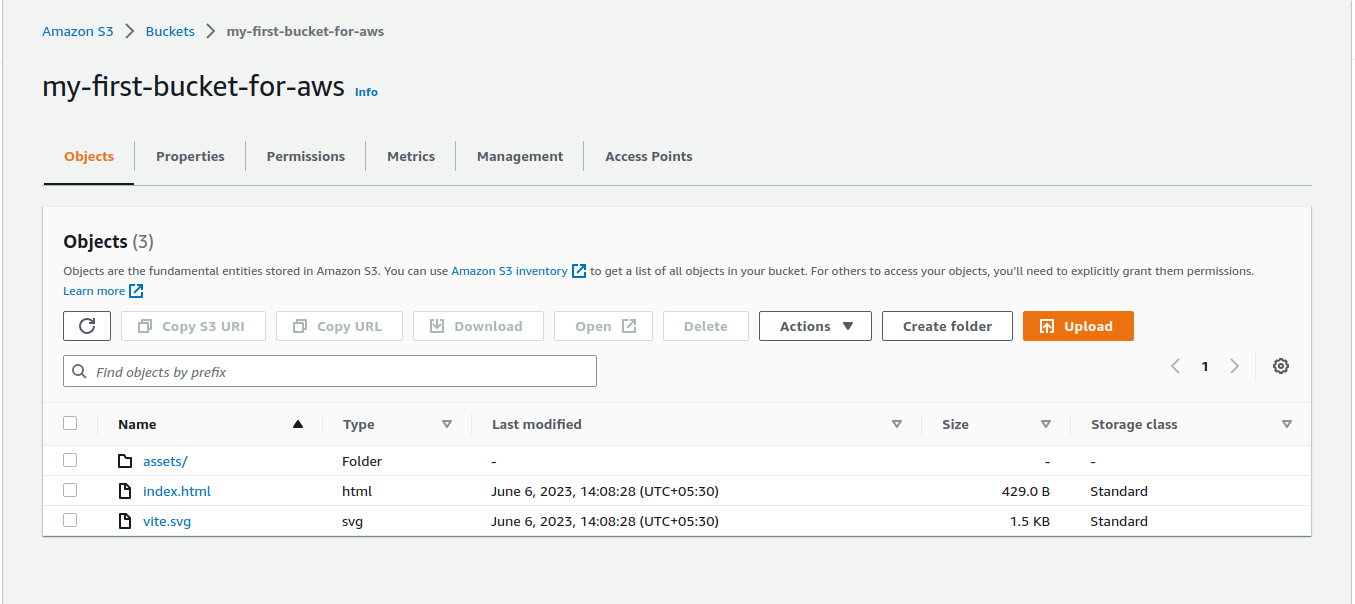 Amazon S3 > Buckets > my-first-bucket-for-aws
my-first-bucket-for-aws Info
Objects Properties Permissions Metrics Management Access Points
Objects (3)
Objects are the fundamental entities stored in Amazon S3. You can use Amazon S3 inventory to get a list of all objects in your bucket. For others to access your objects, you'll need to explicitly grant them permissions.
Learn more
Copy S3 URI Copy URL Download Open Delete Actions Create folder Upload
Find objects by prefix 1
Name Type Last modified Size Storage class
assets/ Folder - - -
index.html html June 6, 2023, 14:08:28 (UTC+05:30) 429.0 B Standard
vite.svg svg June 6, 2023, 14:08:28 (UTC+05:30) 1.5 KB Standard